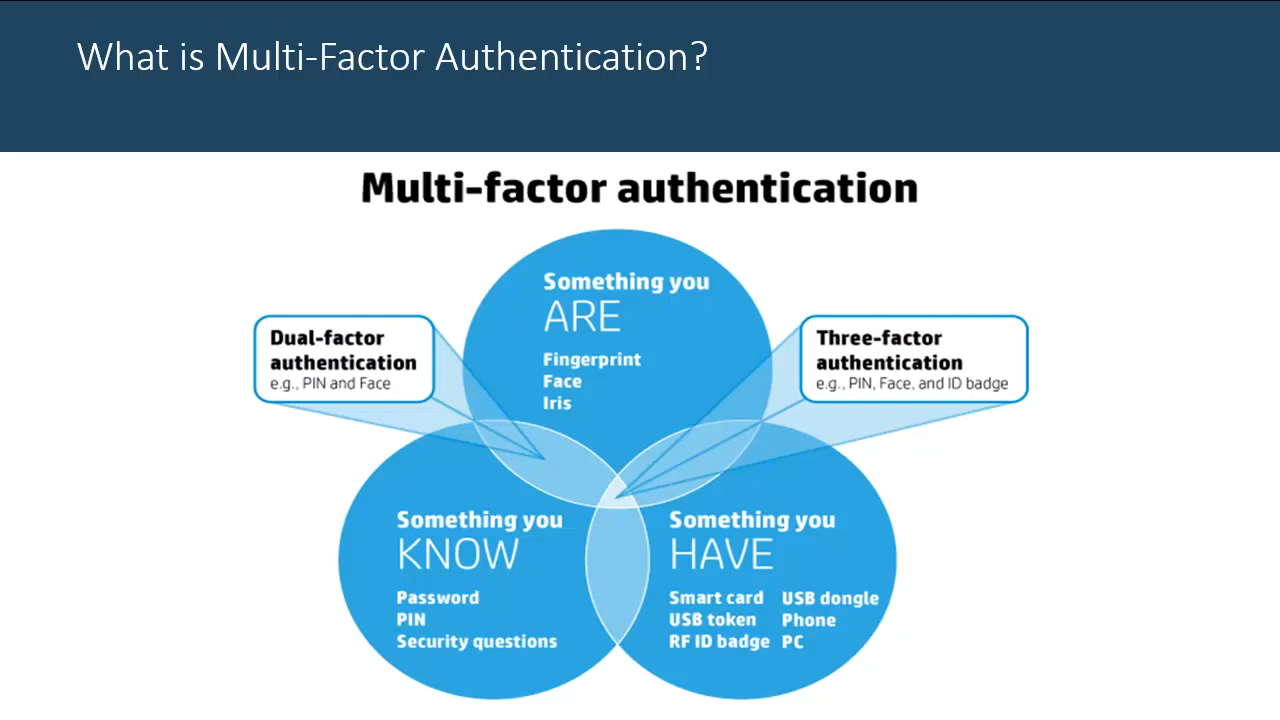 What is Multi-Factor Authentication?
Multi-factor authentication
Something you
ARE
Fingerprint
Face
Iris
Dual-factor
authentication
e.g., PIN and Face
Three-factor
authentication
e.g., PIN, Face, and ID badge
Something you
KNOW
Password
PIN
Security questions
Something you
HAVE
Smart card USB dongle
USB token Phone
RF ID badge PC